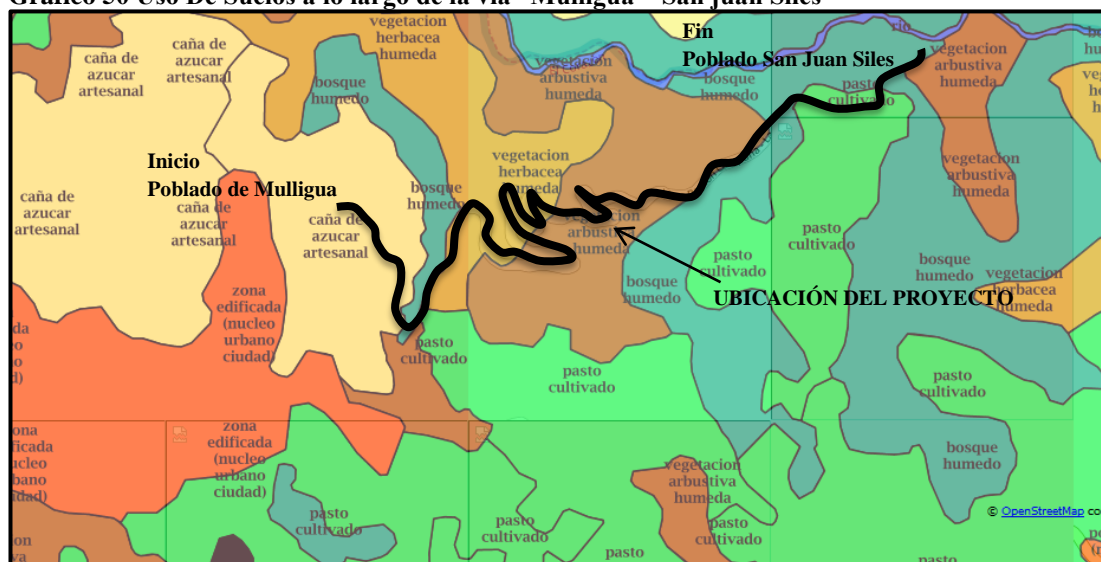 Gráfico 50 Uso De Suelos a lo largo de la vía "Mulligua – San Juan Siles"
Fin
Poblado San Juan Siles
Inicio
Poblado de Mulligua
UBICACIÓN DEL PROYECTO
caña de
azucar
artesanal
caña de
azucar
artesanal
vegetacion
herbacea
humeda
bosque
humedo
vegetacion
arbustiva
humeda
bosque
humedo
rio
pasto
cultivado
vegetacion
arbustiva
humeda
caña de
azucar
artesanal
caña de
azucar
artesanal
caña de
azucar
artesanal
bosque
humedo
vegetacion
herbacea
humeda
vegetacion
arbustiva
humeda
vegetacion
arbustiva
humeda
pasto
cultivado
pasto
cultivado
bosque
humedo
bosque
humedo
vegetacion
herbacea
humeda
zona
edificada
(nucleo
urbano
ciudad)
pasto
cultivado
pasto
cultivado
pasto
cultivado
zona
edificada
(nucleo
urbano
ciudad)
bosque
humedo
vegetacion
arbustiva
humeda
pasto
cultivado
pasto
cultivado
pasto
pasto
© OpenStreetMap co